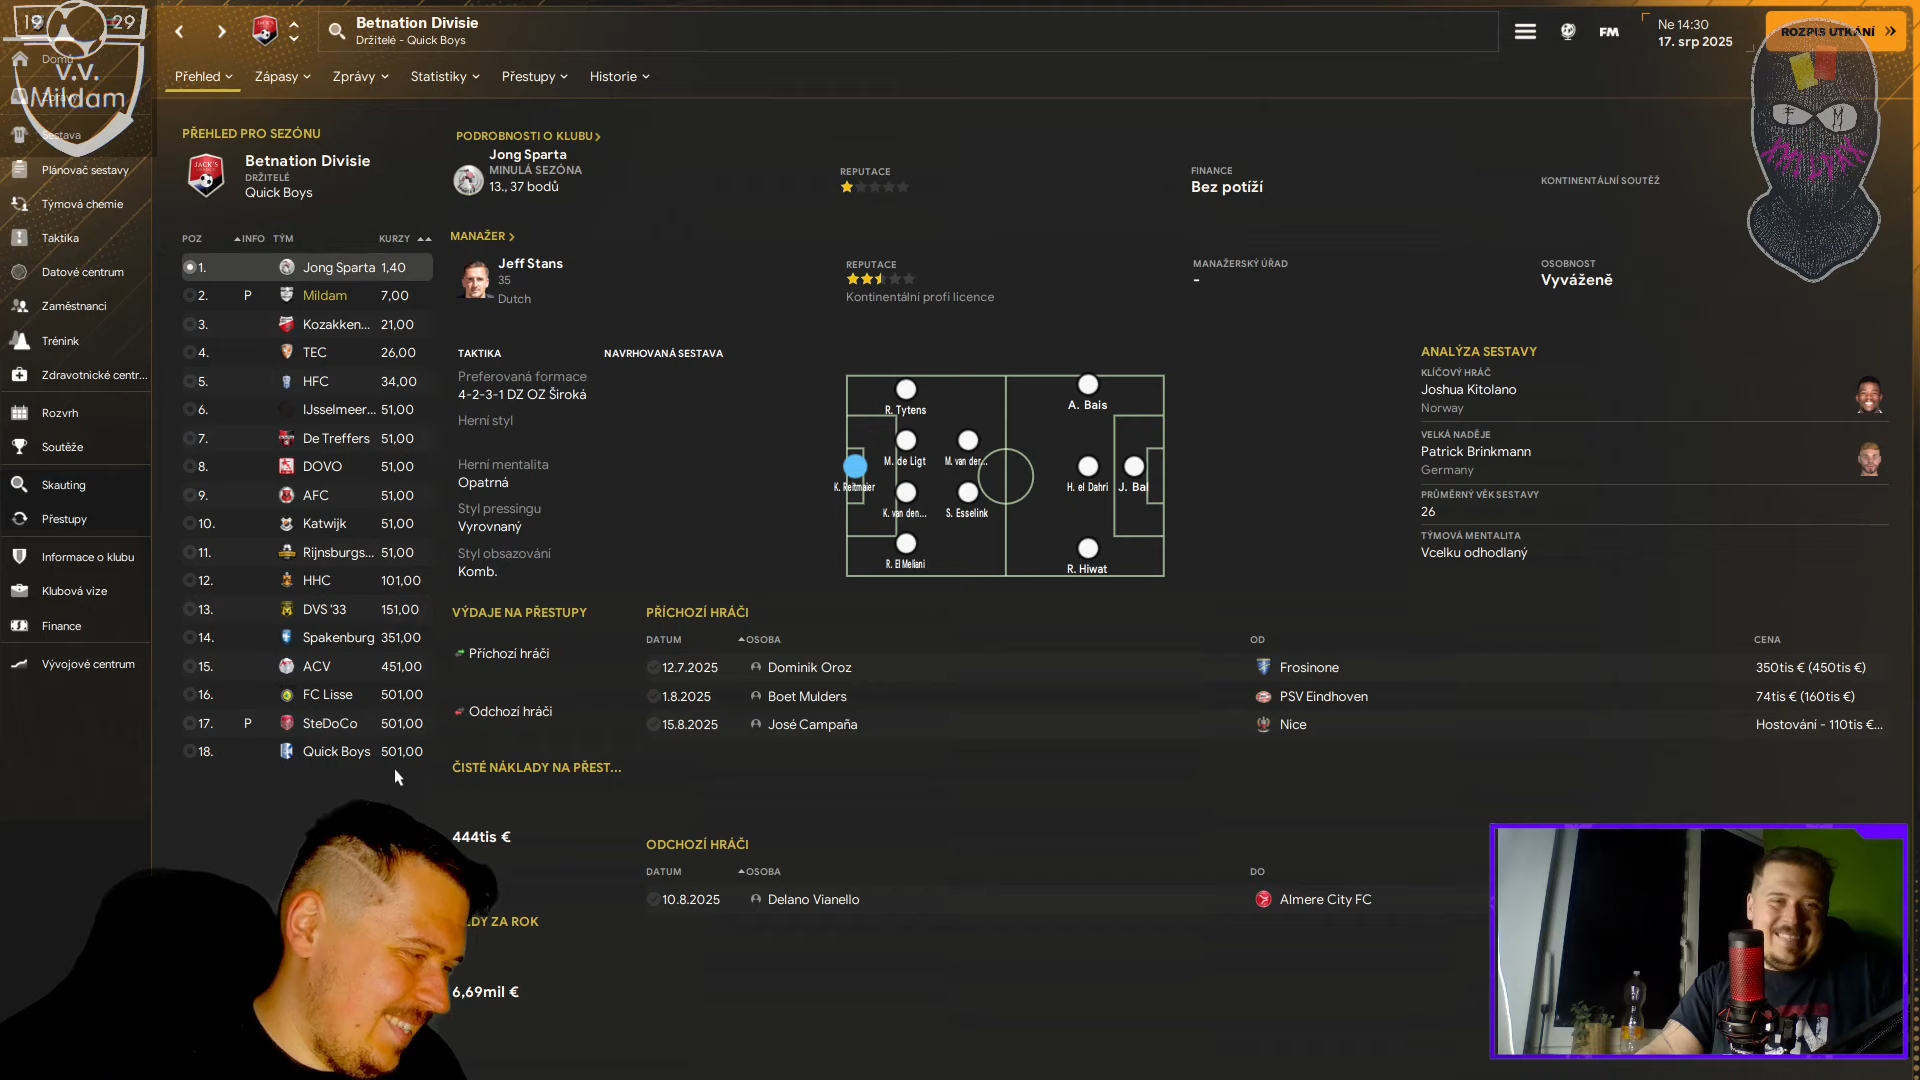 19 29
V.V.
Mildam
Betnation Divisie
Držitelé - Quick Boys
FM
Ne 14:30
17. srp 2025
ROZPIS UTKÁNÍ
Přehled
Zápasy
Zprávy
Statistiky
Přestupy
Historie
Domů
Sestava
Plánovač sestavy
Týmová chemie
Taktika
Datové centrum
Zaměstnanci
Trénink
Zdravotnické centr...
Rozvrh
Soutěže
Skauting
Přestupy
Informace o klubu
Klubová vize
Finance
Vývojové centrum
PŘEHLED PRO SEZÓNU
JACK'S
Betnation Divisie
DRŽITELÉ
Quick Boys
POZ INFO TÝM KURZY
1. Jong Sparta 1,40
2. P Mildam 7,00
3. Kozakken... 21,00
4. TEC 26,00
5. HFC 34,00
6. IJsselmeer... 51,00
7. De Treffers 51,00
8. DOVO 51,00
9. AFC 51,00
10. Katwijk 51,00
11. Rijnsburgs... 51,00
12. HHC 101,00
13. DVS '33 151,00
14. Spakenburg 351,00
15. ACV 451,00
16. FC Lisse 501,00
17. P SteDoCo 501,00
18. Quick Boys 501,00
PODROBNOSTI O KLUBU
Jong Sparta
MINULÁ SEZÓNA
13., 37 bodů
REPUTACE
FINANCE
Bez potíží
KONTINENTÁLNÍ SOUTĚŽ
MANAŽER
Jeff Stans
35
Dutch
REPUTACE
Kontinentální profi licence
MANAŽERSKÝ ÚŘAD
-
OSOBNOST
Vyváženě
TAKTIKA
Preferovaná formace
4-2-3-1 DZ OZ Široká
Herní styl
Herní mentalita
Opatrná
Styl pressingu
Vyrovnaný
Styl obsazování
Komb.
NAVRHOVANÁ SESTAVA
R. Tytens
A. Bais
M. de Ligt
M. van der...
K. Reitmaier
H. el Dahri
J. Bal
K. van den...
S. Esselink
R. El Meliani
R. Hiwat
ANALÝZA SESTAVY
KLÍČOVÝ HRÁČ
Joshua Kitolano
Norway
VELKÁ NADĚJE
Patrick Brinkmann
Germany
PRŮMĚRNÝ VĚK SESTAVY
26
TÝMOVÁ MENTALITA
Vcelku odhodlaný
VÝDAJE NA PŘESTUPY
Příchozí hráči
Odchozí hráči
ČISTÉ NÁKLADY NA PŘEST...
444tis €
DY ZA ROK
6,69mil €
PŘÍCHOZÍ HRÁČI
DATUM OSOBA OD CENA
12.7.2025 Dominik Oroz Frosinone 350tis € (450tis €)
1.8.2025 Boet Mulders PSV Eindhoven 74tis € (160tis €)
15.8.2025 José Campaña Nice Hostování - 110tis €...
ODCHOZÍ HRÁČI
DATUM OSOBA DO
10.8.2025 Delano Vianello Almere City FC